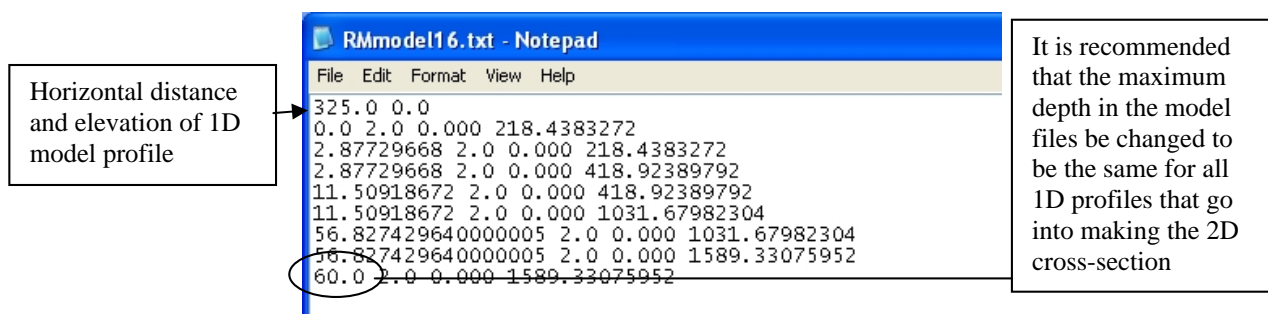 RMmodel16.txt - Notepad
File Edit Format View Help
Horizontal distance
and elevation of 1D
model profile
325.0 0.0
0.0 2.0 0.000 218.4383272
2.87729668 2.0 0.000 218.4383272
2.87729668 2.0 0.000 418.92389792
11.50918672 2.0 0.000 418.92389792
11.50918672 2.0 0.000 1031.67982304
56.827429640000005 2.0 0.000 1031.67982304
56.827429640000005 2.0 0.000 1589.33075952
60.0 2.0 0.000 1589.33075952
It is recommended
that the maximum
depth in the model
files be changed to
be the same for all
1D profiles that go
into making the 2D
cross-section